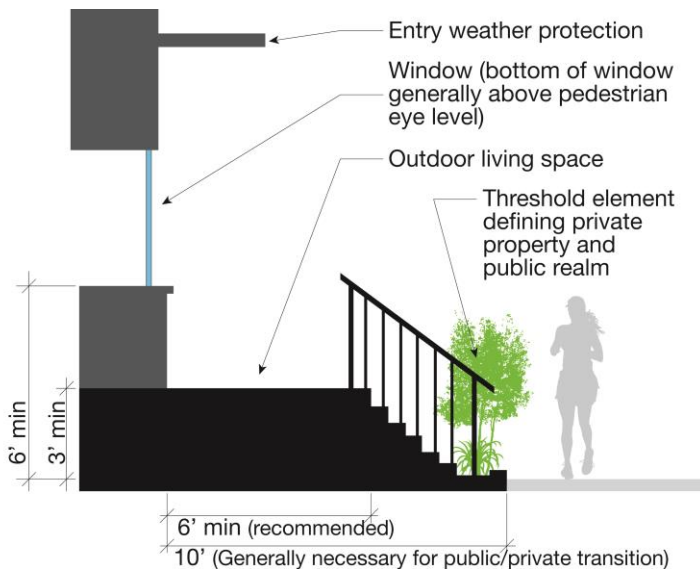 Entry weather protection
Window (bottom of window
generally above pedestrian
eye level)
Outdoor living space
Threshold element
defining private
property and
public realm
6’ min
3’ min
6’ min (recommended)
10’ (Generally necessary for public/private transition)